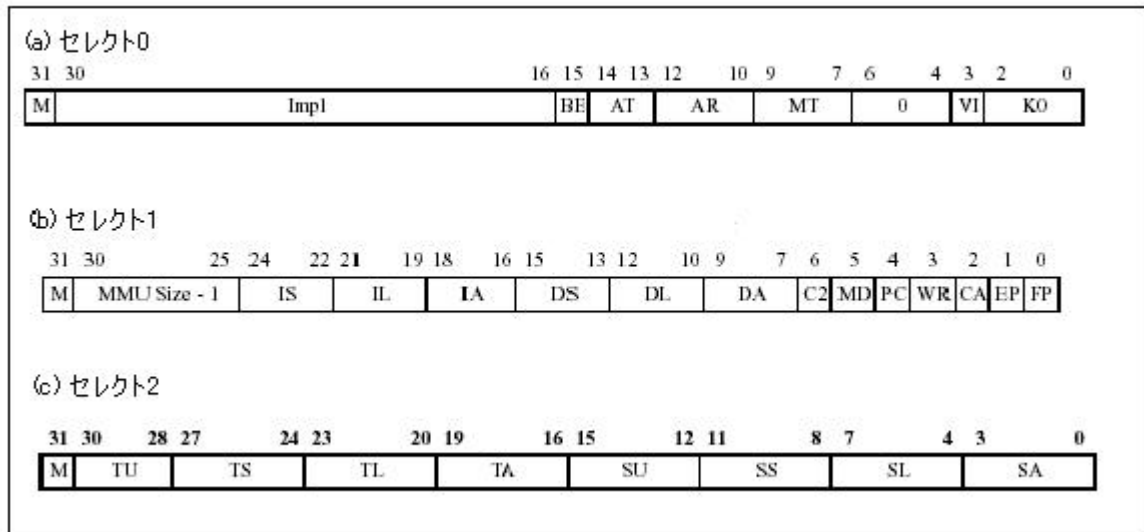 (a) セレクト0
31 30 16 15 14 13 12 10 9 7 6 4 3 2 0
M Impl BE AT AR MT 0 VI K0
(b) セレクト1
31 30 25 24 22 21 19 18 16 15 13 12 10 9 7 6 5 4 3 2 1 0
M MMU Size - 1 IS IL IA DS DL DA C2 MD PC WR CA EP FP
(c) セレクト2
31 30 28 27 24 23 20 19 16 15 12 11 8 7 4 3 0
M TU TS TL TA SU SS SL SA